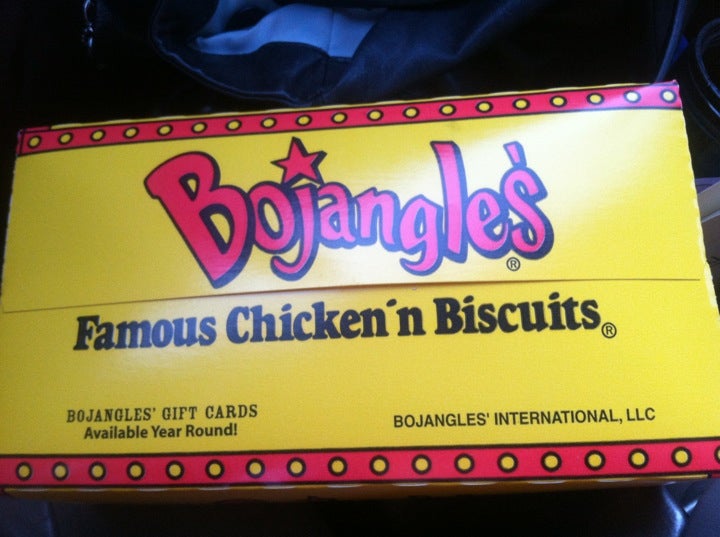 Bojangles'
®
Famous Chicken'n Biscuits®
BOJANGLES' GIFT CARDS
Available Year Round!
BOJANGLES' INTERNATIONAL, LLC